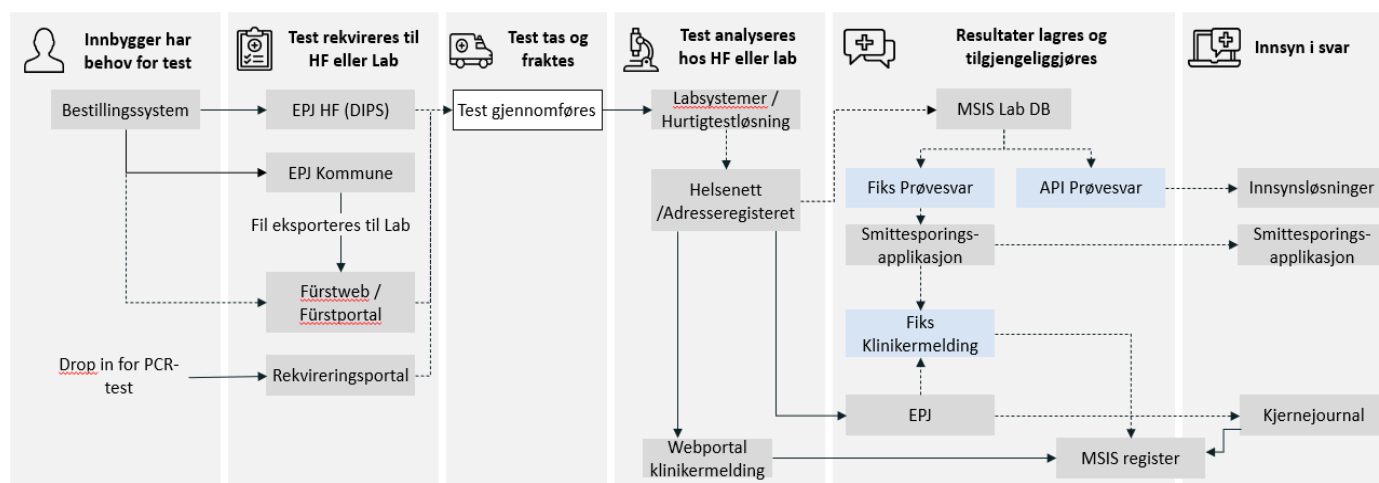 Innbygger har
behov for test
Test rekvireres til
HF eller Lab
Test tas og
fraktes
Test analyseres
hos HF eller lab
Resultater lagres og
tilgjengeliggjøres
Innsyn i svar
Bestillingssystem
EPJ HF (DIPS)
Test gjennomføres
Labsystemer /
Hurtigtestløsning
MSIS Lab DB
EPJ Kommune
Helsenett
/Adresseregisteret
Fiks Prøvesvar
API Prøvesvar
Innsynsløsninger
Fil eksporteres til Lab
Smittesporings-
applikasjon
Smittesporings-
applikasjon
Fürstweb /
Fürstportal
Fiks
Klinikermelding
Drop in for PCR-
test
Rekvireringsportal
EPJ
Kjernejournal
Webportal
klinikermelding
MSIS register